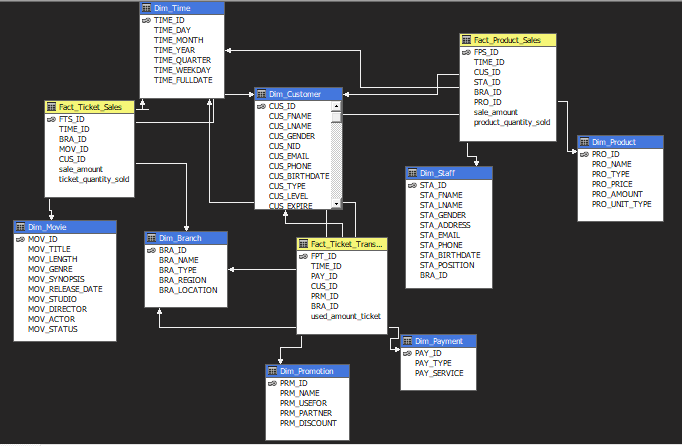 Dim_Time
TIME_ID
TIME_DAY
TIME_MONTH
TIME_YEAR
TIME_QUARTER
TIME_WEEKDAY
TIME_FULLDATE
Fact_Product_Sales
FPS_ID
TIME_ID
CUS_ID
STA_ID
BRA_ID
PRO_ID
sale_amount
product_quantity_sold
Dim_Customer
CUS_ID
CUS_FNAME
CUS_LNAME
CUS_GENDER
CUS_NID
CUS_EMAIL
CUS_PHONE
CUS_BIRTHDATE
CUS_TYPE
CUS_LEVEL
CUS_EXPIRE
Fact_Ticket_Sales
FTS_ID
TIME_ID
BRA_ID
MOV_ID
CUS_ID
sale_amount
ticket_quantity_sold
Dim_Product
PRO_ID
PRO_NAME
PRO_TYPE
PRO_PRICE
PRO_AMOUNT
PRO_UNIT_TYPE
Dim_Staff
STA_ID
STA_FNAME
STA_LNAME
STA_GENDER
STA_ADDRESS
STA_EMAIL
STA_PHONE
STA_BIRTHDATE
STA_POSITION
BRA_ID
Dim_Movie
MOV_ID
MOV_TITLE
MOV_LENGTH
MOV_GENRE
MOV_SYNOPSIS
MOV_RELEASE_DATE
MOV_STUDIO
MOV_DIRECTOR
MOV_ACTOR
MOV_STATUS
Dim_Branch
BRA_ID
BRA_NAME
BRA_TYPE
BRA_REGION
BRA_LOCATION
Fact_Ticket_Trans...
FPT_ID
TIME_ID
PAY_ID
CUS_ID
PRM_ID
BRA_ID
used_amount_ticket
Dim_Payment
PAY_ID
PAY_TYPE
PAY_SERVICE
Dim_Promotion
PRM_ID
PRM_NAME
PRM_USEFOR
PRM_PARTNER
PRM_DISCOUNT